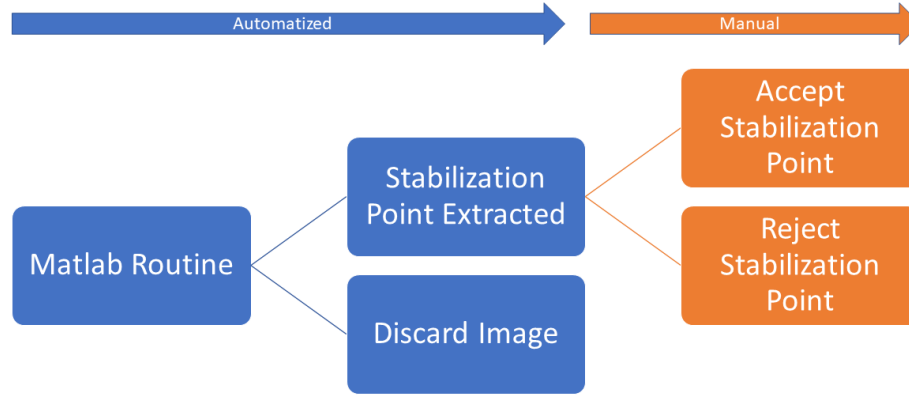 Automatized
Manual
Matlab Routine
Stabilization
Point Extracted
Discard Image
Accept
Stabilization
Point
Reject
Stabilization
Point